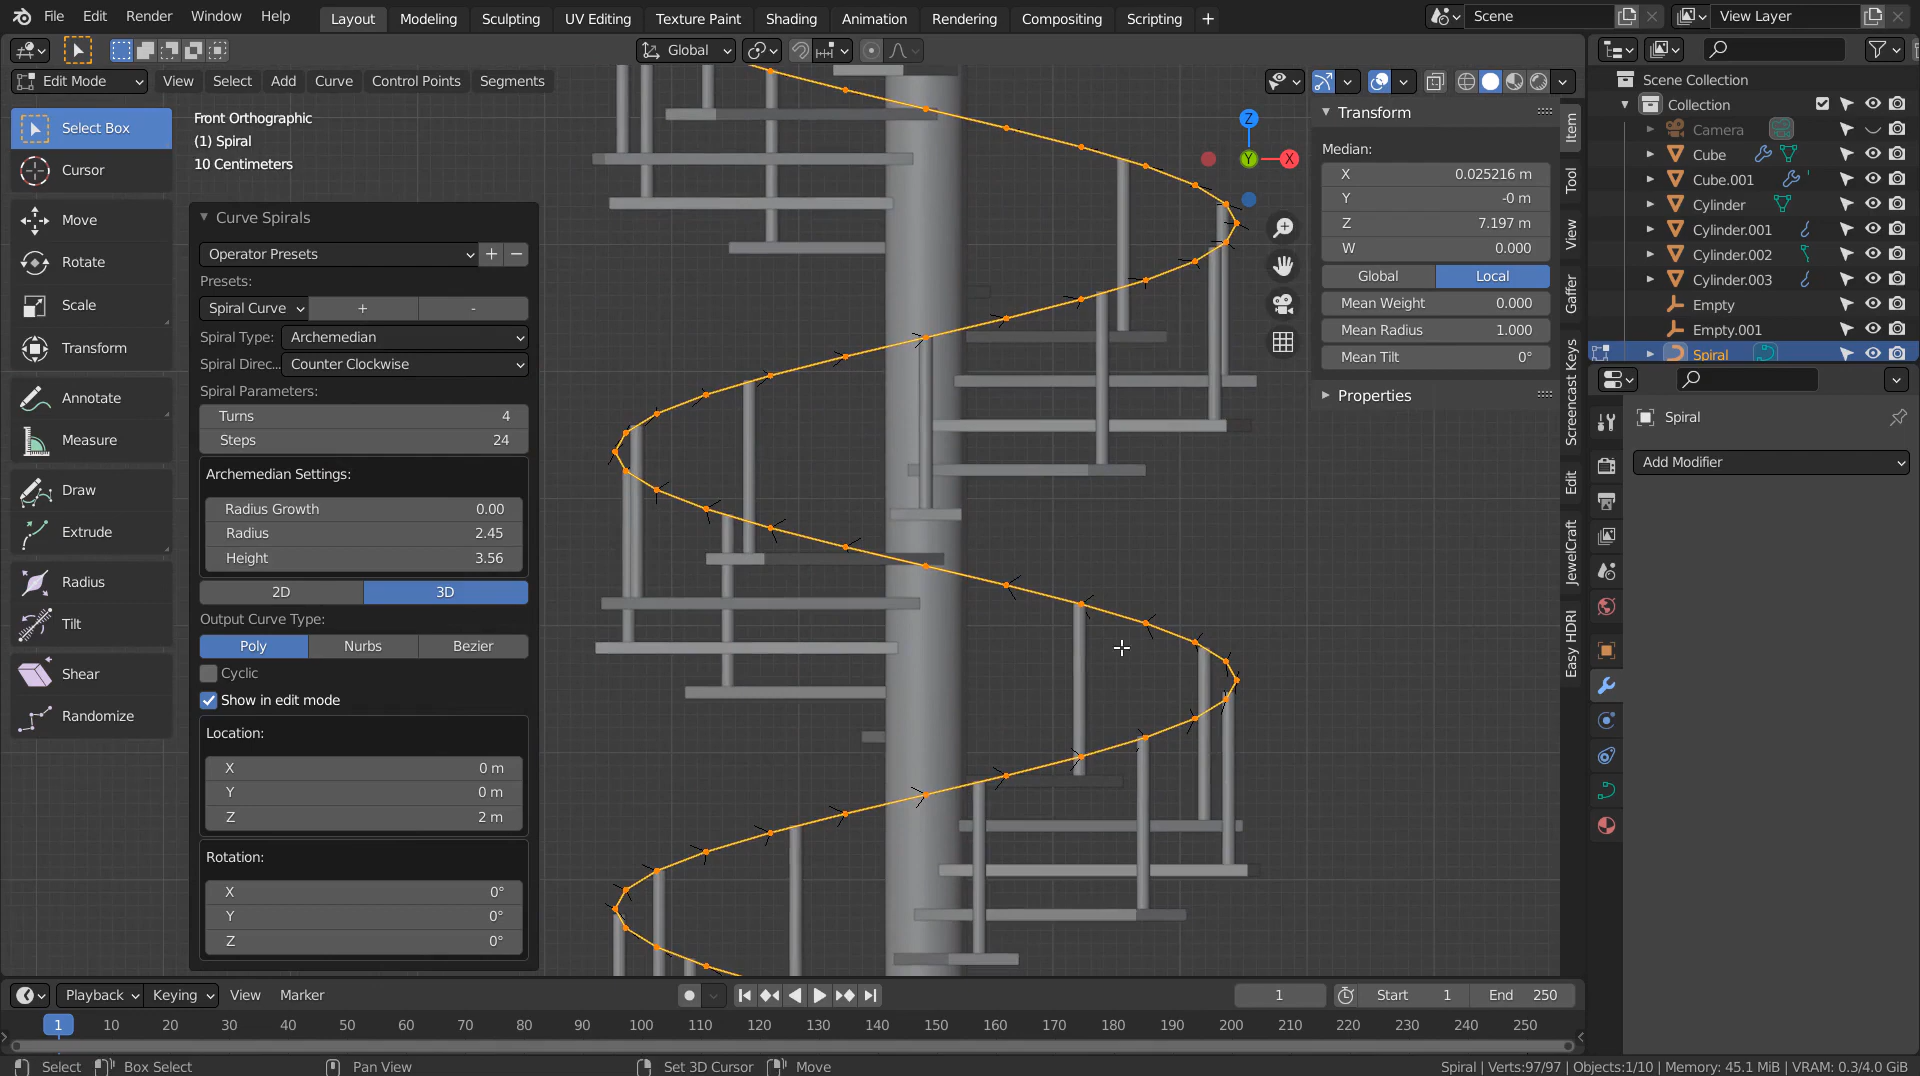 File Edit Render Window Help Layout Modeling Sculpting UV Editing Texture Paint Shading Animation Rendering Compositing Scripting + Scene View Layer
Global
Edit Mode View Select Add Curve Control Points Segments
Select Box
Cursor
Move
Rotate
Scale
Transform
Annotate
Measure
Draw
Extrude
Radius
Tilt
Shear
Randomize
Front Orthographic
(1) Spiral
10 Centimeters
Curve Spirals
Operator Presets + −
Presets:
Spiral Curve + -
Spiral Type: Archemedian
Spiral Direc... Counter Clockwise
Spiral Parameters:
Turns 4
Steps 24
Archemedian Settings:
Radius Growth 0.00
Radius 2.45
Height 3.56
2D 3D
Output Curve Type:
Poly Nurbs Bezier
Cyclic
Show in edit mode
Location:
X 0 m
Y 0 m
Z 2 m
Rotation:
X 0°
Y 0°
Z 0°
Z
Y
X
Transform
Median:
X 0.025216 m
Y -0 m
Z 7.197 m
W 0.000
Global Local
Mean Weight 0.000
Mean Radius 1.000
Mean Tilt 0°
Properties
Item
Tool
View
Gaffer
Screencast Keys
Edit
JewelCraft
Easy HDRI
Scene Collection
Collection
Camera
Cube
Cube.001
Cylinder
Cylinder.001
Cylinder.002
Cylinder.003
Empty
Empty.001
Spiral
Spiral
Add Modifier
Playback Keying View Marker 1 Start 1 End 250
1 10 20 30 40 50 60 70 80 90 100 110 120 130 140 150 160 170 180 190 200 210 220 230 240 250
Select Box Select Pan View Set 3D Cursor Move Spiral | Verts:97/97 | Objects:1/10 | Memory: 45.1 MiB | VRAM: 0.3/4.0 GiB